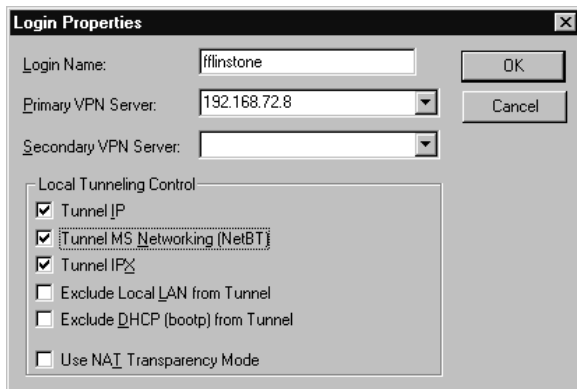 Login Properties
Login Name: fflinstone
OK
Primary VPN Server: 192.168.72.8
Cancel
Secondary VPN Server:
Local Tunneling Control
Tunnel IP
Tunnel MS Networking (NetBT)
Tunnel IPX
Exclude Local LAN from Tunnel
Exclude DHCP (bootp) from Tunnel
Use NAT Transparency Mode